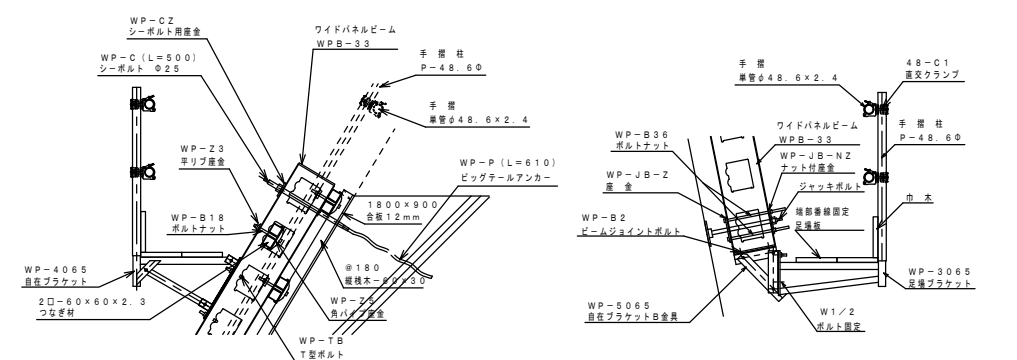 WP-CZ
シーボルト用座金
ワイドパネルビーム
WPB-33
手 摺 柱
P-48.6Φ
WP-C(L=500)
シーボルト Φ25
手 摺
単管φ48.6×2.4
WP-Z3
平リブ座金
WP-P(L=610)
ピッグテールアンカー
1800×900
合板12mm
WP-B18
ボルトナット
WP-4065
自在ブラケット
@180
縦桟木-60×30
2口-60×60×2.3
つなぎ材
WP-Z5
角パイプ座金
WP-TB
T型ボルト
手 摺
単管φ48.6×2.4
48-C1
直交クランプ
手 摺 柱
P-48.6Φ
ワイドパネルビーム
WPB-33
WP-B36
ボルトナット
WP-JB-NZ
ナット付座金
WP-JB-Z
座 金
ジャッキボルト
巾 木
WP-B2
ビームジョイントボルト
端部番線固定
足場板
WP-3065
足場ブラケット
WP-5065
自在ブラケットB金具
W1/2
ボルト固定